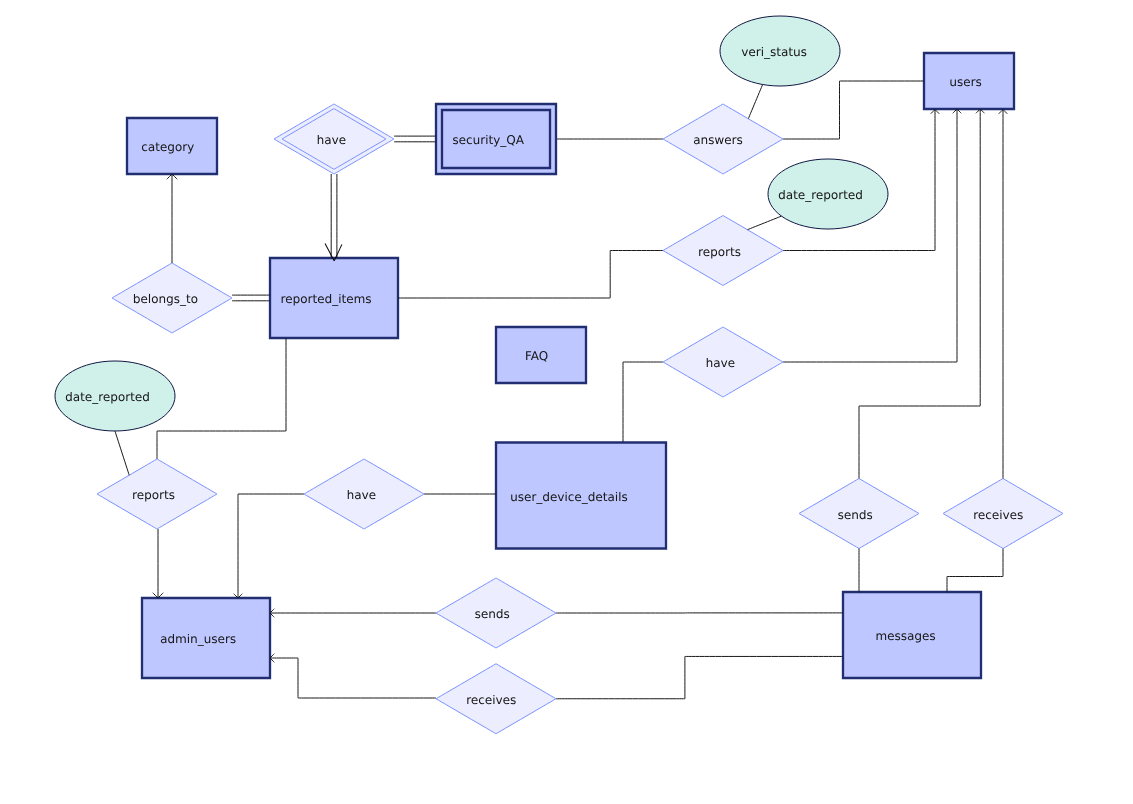 veri_status
users
category
have
security_QA
answers
date_reported
reports
belongs_to
reported_items
FAQ
have
date_reported
reports
have
user_device_details
sends
receives
admin_users
sends
messages
receives